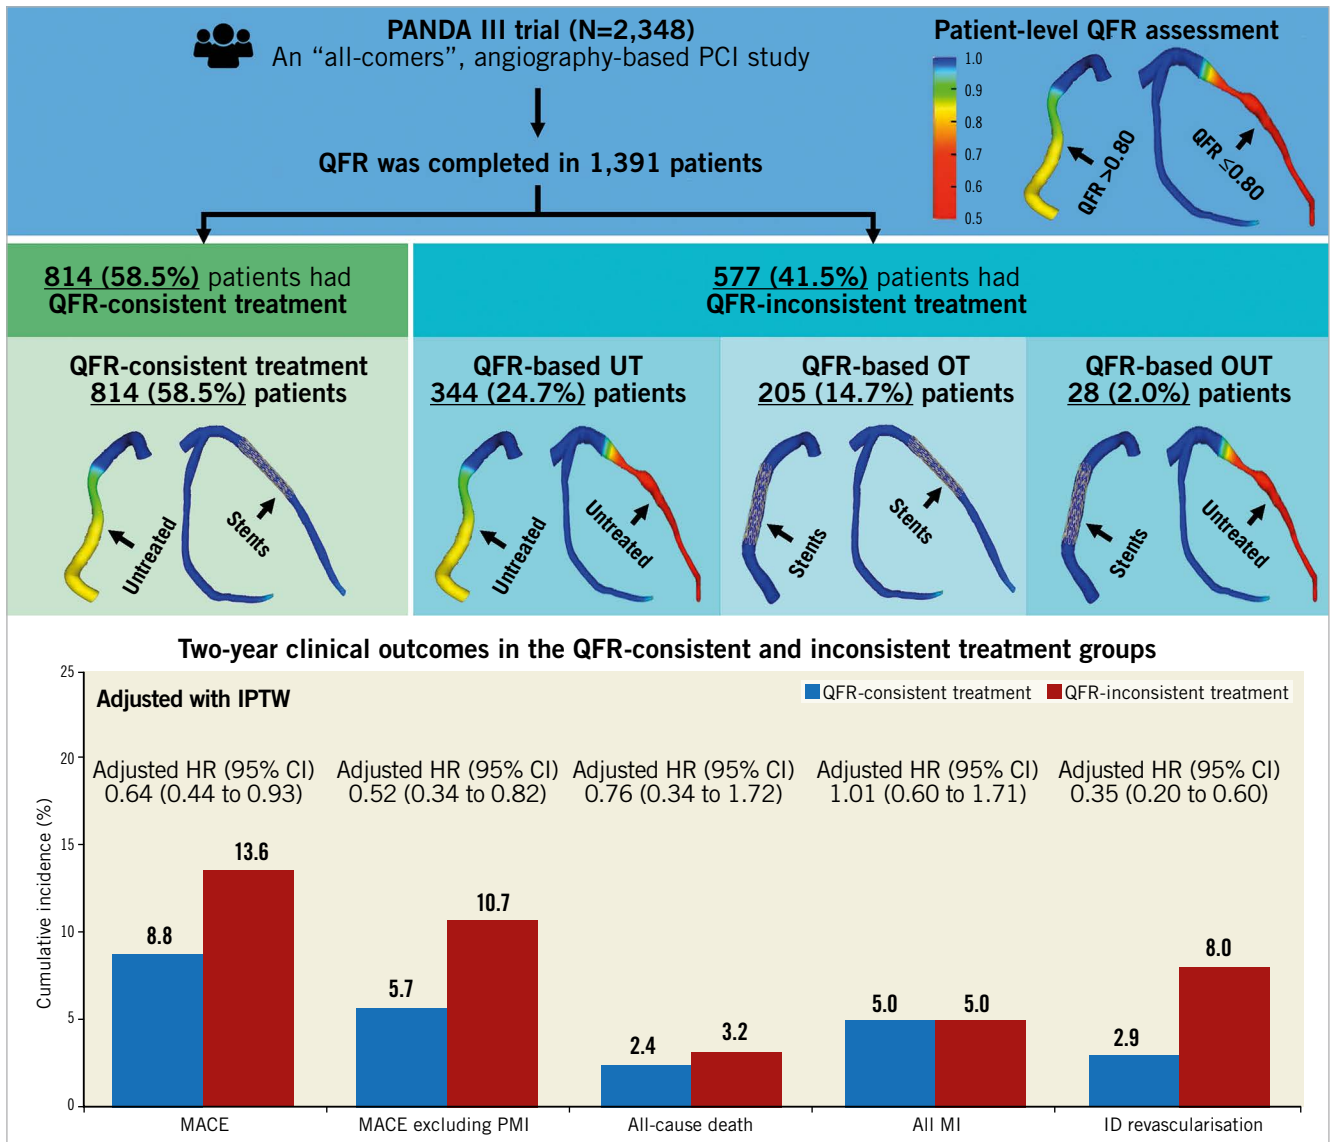 PANDA III trial (N=2,348)
An “all-comers”, angiography-based PCI study
QFR was completed in 1,391 patients
Patient-level QFR assessment
1.0
0.9
0.8
0.7
0.6
0.5
QFR >0.80
QFR ≤0.80
814 (58.5%) patients had
QFR-consistent treatment
577 (41.5%) patients had
QFR-inconsistent treatment
QFR-consistent treatment
814 (58.5%) patients
Untreated
Stents
QFR-based UT
344 (24.7%) patients
Untreated
Untreated
QFR-based OT
205 (14.7%) patients
Stents
Stents
QFR-based OUT
28 (2.0%) patients
Stents
Untreated
Two-year clinical outcomes in the QFR-consistent and inconsistent treatment groups
Adjusted with IPTW
QFR-consistent treatment
QFR-inconsistent treatment
Cumulative incidence (%)
25
20
15
10
5
0
Adjusted HR (95% CI)
0.64 (0.44 to 0.93)
Adjusted HR (95% CI)
0.52 (0.34 to 0.82)
Adjusted HR (95% CI)
0.76 (0.34 to 1.72)
Adjusted HR (95% CI)
1.01 (0.60 to 1.71)
Adjusted HR (95% CI)
0.35 (0.20 to 0.60)
8.8
13.6
5.7
10.7
2.4
3.2
5.0
5.0
2.9
8.0
MACE
MACE excluding PMI
All-cause death
All MI
ID revascularisation